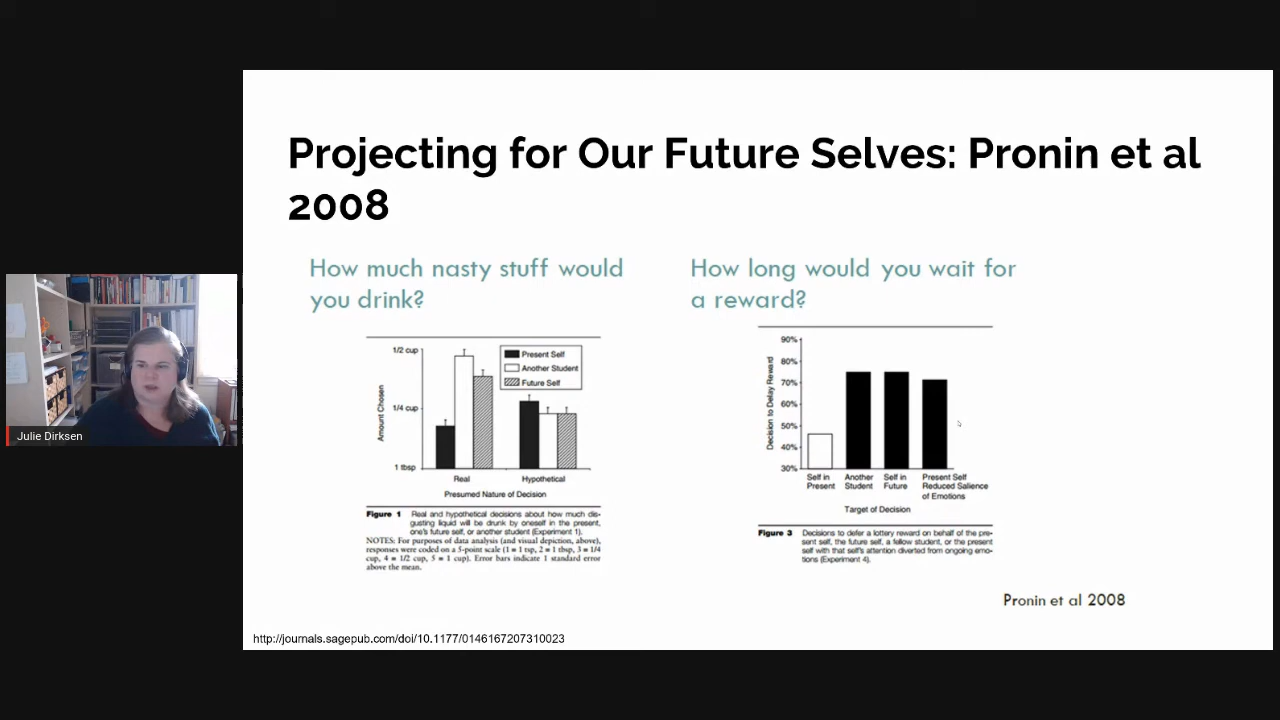 Projecting for Our Future Selves: Pronin et al
2008
How much nasty stuff would
you drink?
1/2 cup
1/4 cup
1 tbsp
Amount Chosen
Present Self
Another Student
Future Self
Real
Hypothetical
Presumed Nature of Decision
Figure 1 Real and hypothetical decisions about how much dis-
gusting liquid will be drunk by oneself in the present,
one's future self, or another student (Experiment 1).
NOTES: For purposes of data analysis (and visual depiction, above),
responses were coded on a 5-point scale (1 = 1 tsp, 2 = 1 tbsp, 3 = 1/4
cup, 4 = 1/2 cup, 5 = 1 cup). Error bars indicate 1 standard error
above the mean.
How long would you wait for
a reward?
90%
80%
70%
60%
50%
40%
30%
Decision to Delay Reward
Self in
Present
Another
Student
Self in
Future
Present Self
Reduced Salience
of Emotions
Target of Decision
Figure 3 Decisions to defer a lottery reward on behalf of the pre-
sent self, the future self, a fellow student, or the present
self with that self's attention diverted from ongoing emo-
tions (Experiment 4).
Pronin et al 2008
http://journals.sagepub.com/doi/10.1177/0146167207310023
Julie Dirksen